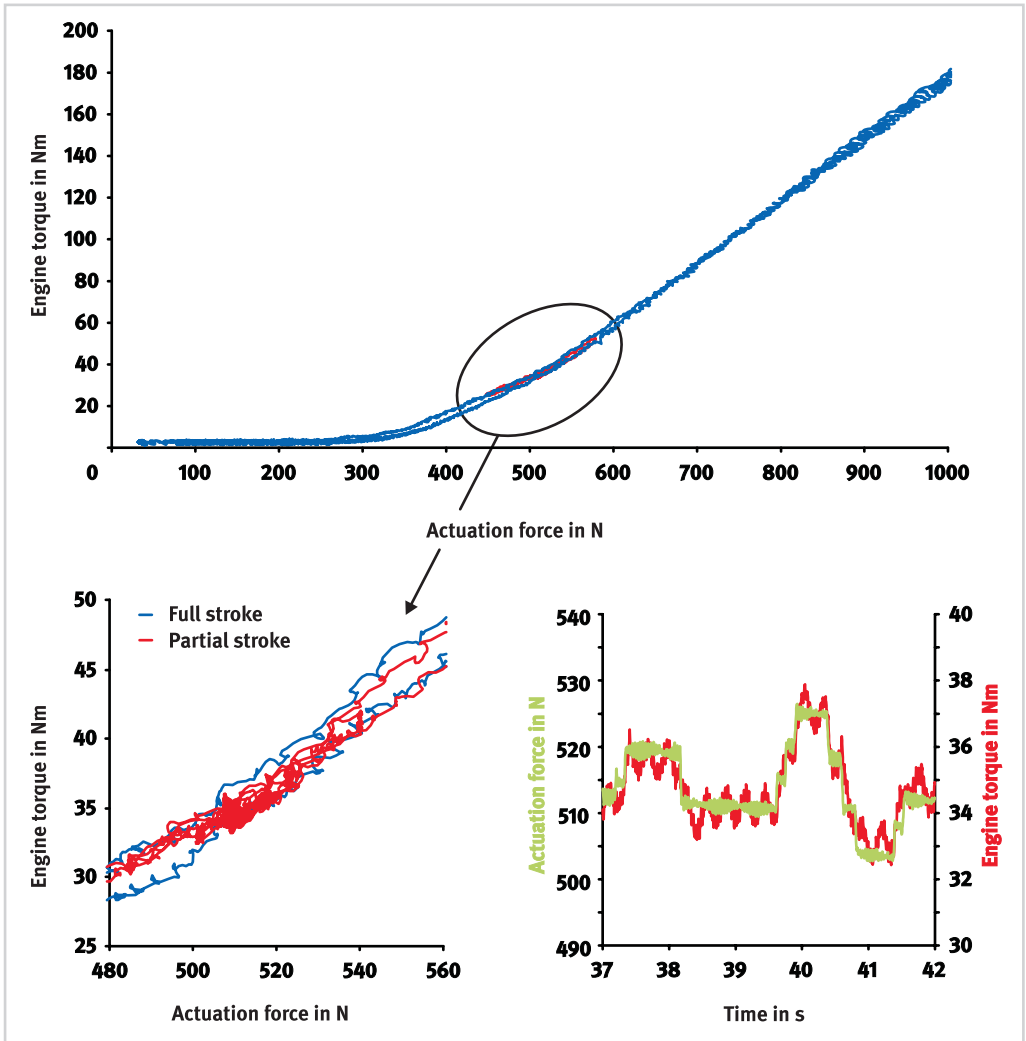 200
180
160
140
120
100
80
60
40
20
Engine torque in Nm
0 100 200 300 400 500 600 700 800 900 1000
Actuation force in N
50
45
40
35
30
25
Engine torque in Nm
Full stroke
Partial stroke
480 500 520 540 560
Actuation force in N
540
530
520
510
500
490
Actuation force in N
40
38
36
34
32
30
Engine torque in Nm
37 38 39 40 41 42
Time in s